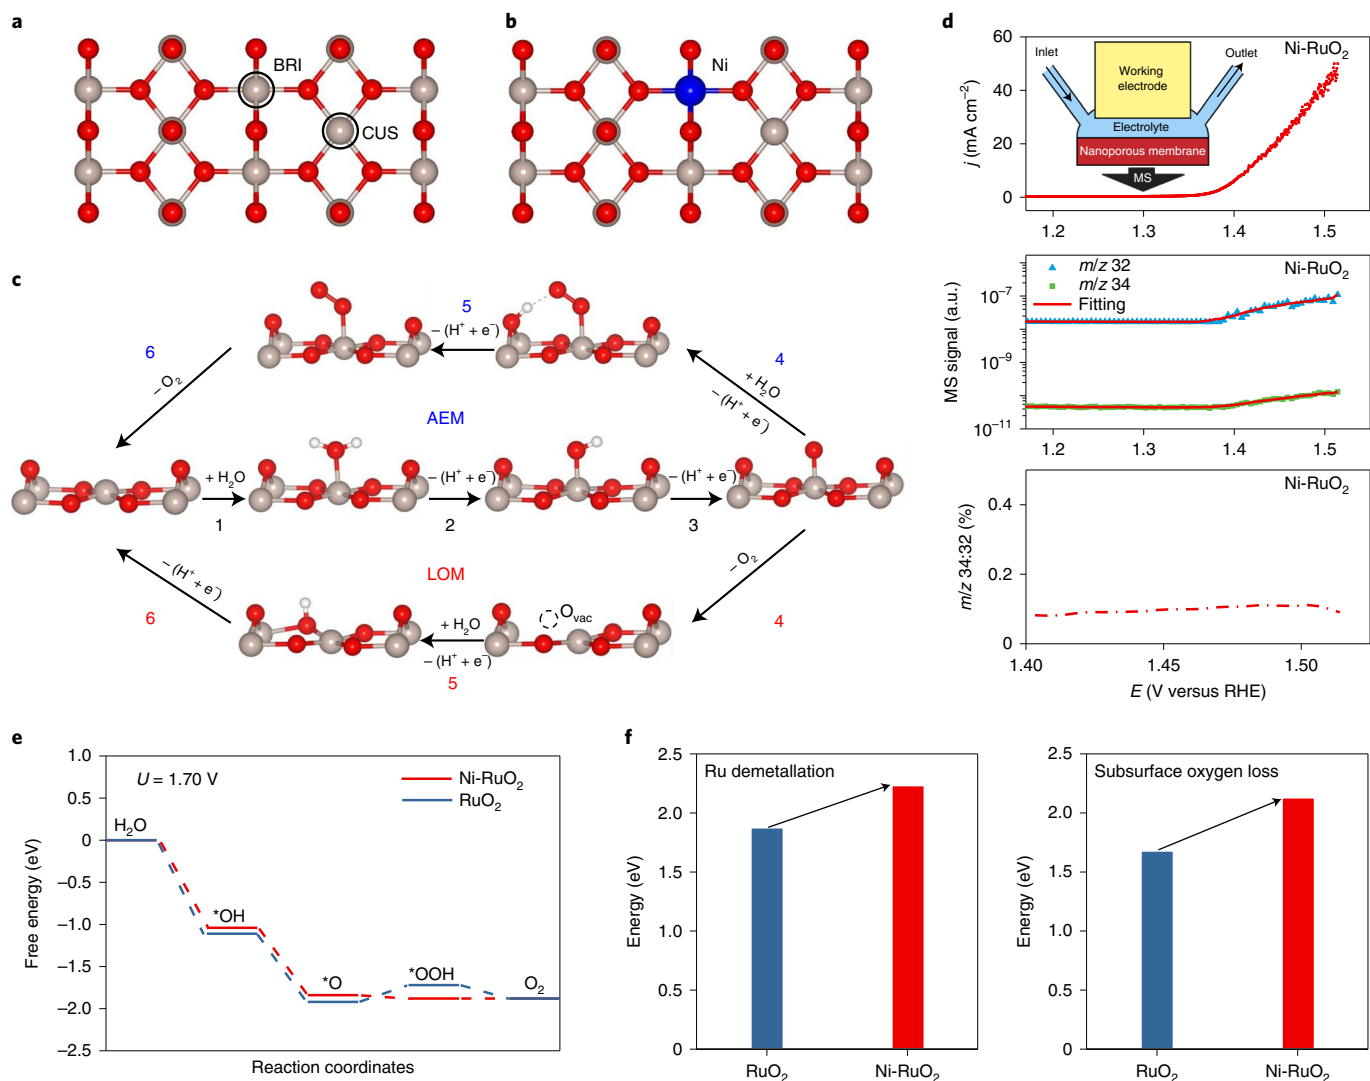 a
BRI
CUS
b
Ni
c
5
− (H⁺ + e⁻)
6
− O₂
4
+ H₂O
− (H⁺ + e⁻)
AEM
+ H₂O
1
− (H⁺ + e⁻)
2
− (H⁺ + e⁻)
3
LOM
− (H⁺ + e⁻)
6
+ H₂O
− (H⁺ + e⁻)
5
Oᵥₐc
− O₂
4
d
Ni-RuO₂
Inlet
Outlet
Working
electrode
Electrolyte
Nanoporous membrane
MS
j (mA cm⁻²)
60
40
20
0
1.2
1.3
1.4
1.5
m/z 32
m/z 34
Fitting
Ni-RuO₂
MS signal (a.u.)
10⁻⁷
10⁻⁹
10⁻¹¹
1.2
1.3
1.4
1.5
Ni-RuO₂
m/z 34:32 (%)
0.4
0.2
0
1.40
1.45
1.50
E (V versus RHE)
e
U = 1.70 V
Ni-RuO₂
RuO₂
Free energy (eV)
1.0
0.5
0
−0.5
−1.0
−1.5
−2.0
−2.5
H₂O
*OH
*O
*OOH
O₂
Reaction coordinates
f
Ru demetallation
Energy (eV)
2.5
2.0
1.5
1.0
0.5
0
RuO₂
Ni-RuO₂
Subsurface oxygen loss
Energy (eV)
2.5
2.0
1.5
1.0
0.5
0
RuO₂
Ni-RuO₂